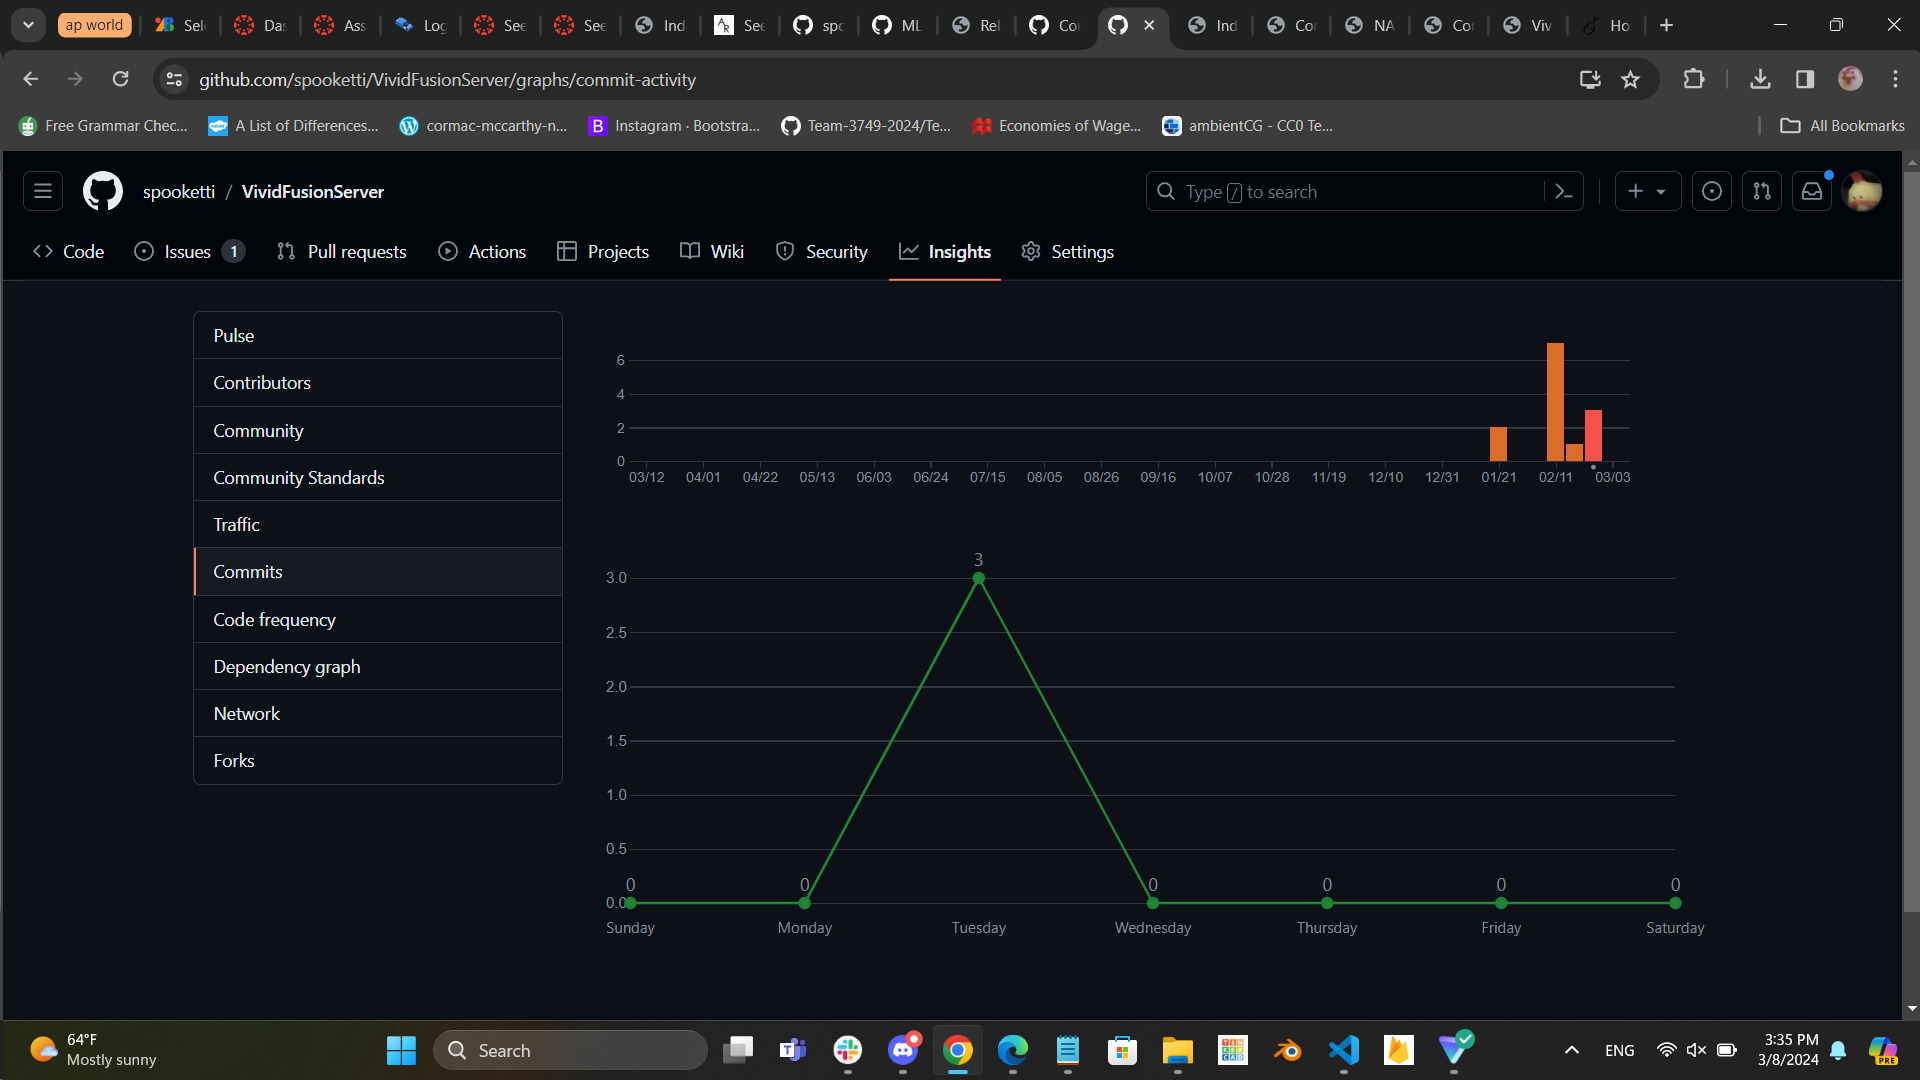 ap world
Sel
Da:
Ass
Log
See
See
Ind
See
spo
ML
Rel
Co
Ind
Co
NA
Co
Viv
Ho
github.com/spooketti/VividFusionServer/graphs/commit-activity
Free Grammar Chec...
A List of Differences...
cormac-mccarthy-n...
Instagram · Bootstra...
Team-3749-2024/Te...
Economies of Wage...
ambientCG - CC0 Te...
All Bookmarks
spooketti / VividFusionServer
Type / to search
Code
Issues 1
Pull requests
Actions
Projects
Wiki
Security
Insights
Settings
Pulse
Contributors
Community
Community Standards
Traffic
Commits
Code frequency
Dependency graph
Network
Forks
6
4
2
0
03/12 04/01 04/22 05/13 06/03 06/24 07/15 08/05 08/26 09/16 10/07 10/28 11/19 12/10 12/31 01/21 02/11 03/03
3
3.0
2.5
2.0
1.5
1.0
0.5
0 0 0 0 0 0
0.0
Sunday Monday Tuesday Wednesday Thursday Friday Saturday
64°F
Mostly sunny
Search
ENG
3:35 PM
3/8/2024
PRE